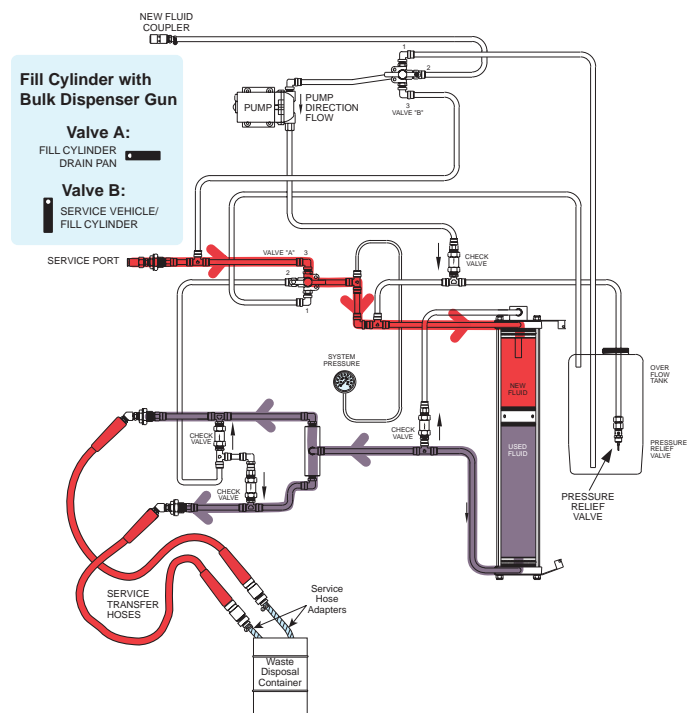 NEW FLUID
COUPLER
Fill Cylinder with
Bulk Dispenser Gun
Valve A:
FILL CYLINDER
DRAIN PAN
Valve B:
SERVICE VEHICLE/
FILL CYLINDER
PUMP
PUMP
DIRECTION
FLOW
1
2
3
VALVE "B"
SERVICE PORT
VALVE "A"
3
2
1
CHECK
VALVE
SYSTEM
PRESSURE
NEW
FLUID
USED
FLUID
OVER
FLOW
TANK
PRESSURE
RELIEF
VALVE
PRESSURE
RELIEF
VALVE
CHECK
VALVE
CHECK
VALVE
CHECK
VALVE
SERVICE
TRANSFER
HOSES
Service
Hose
Adapters
Waste
Disposal
Container